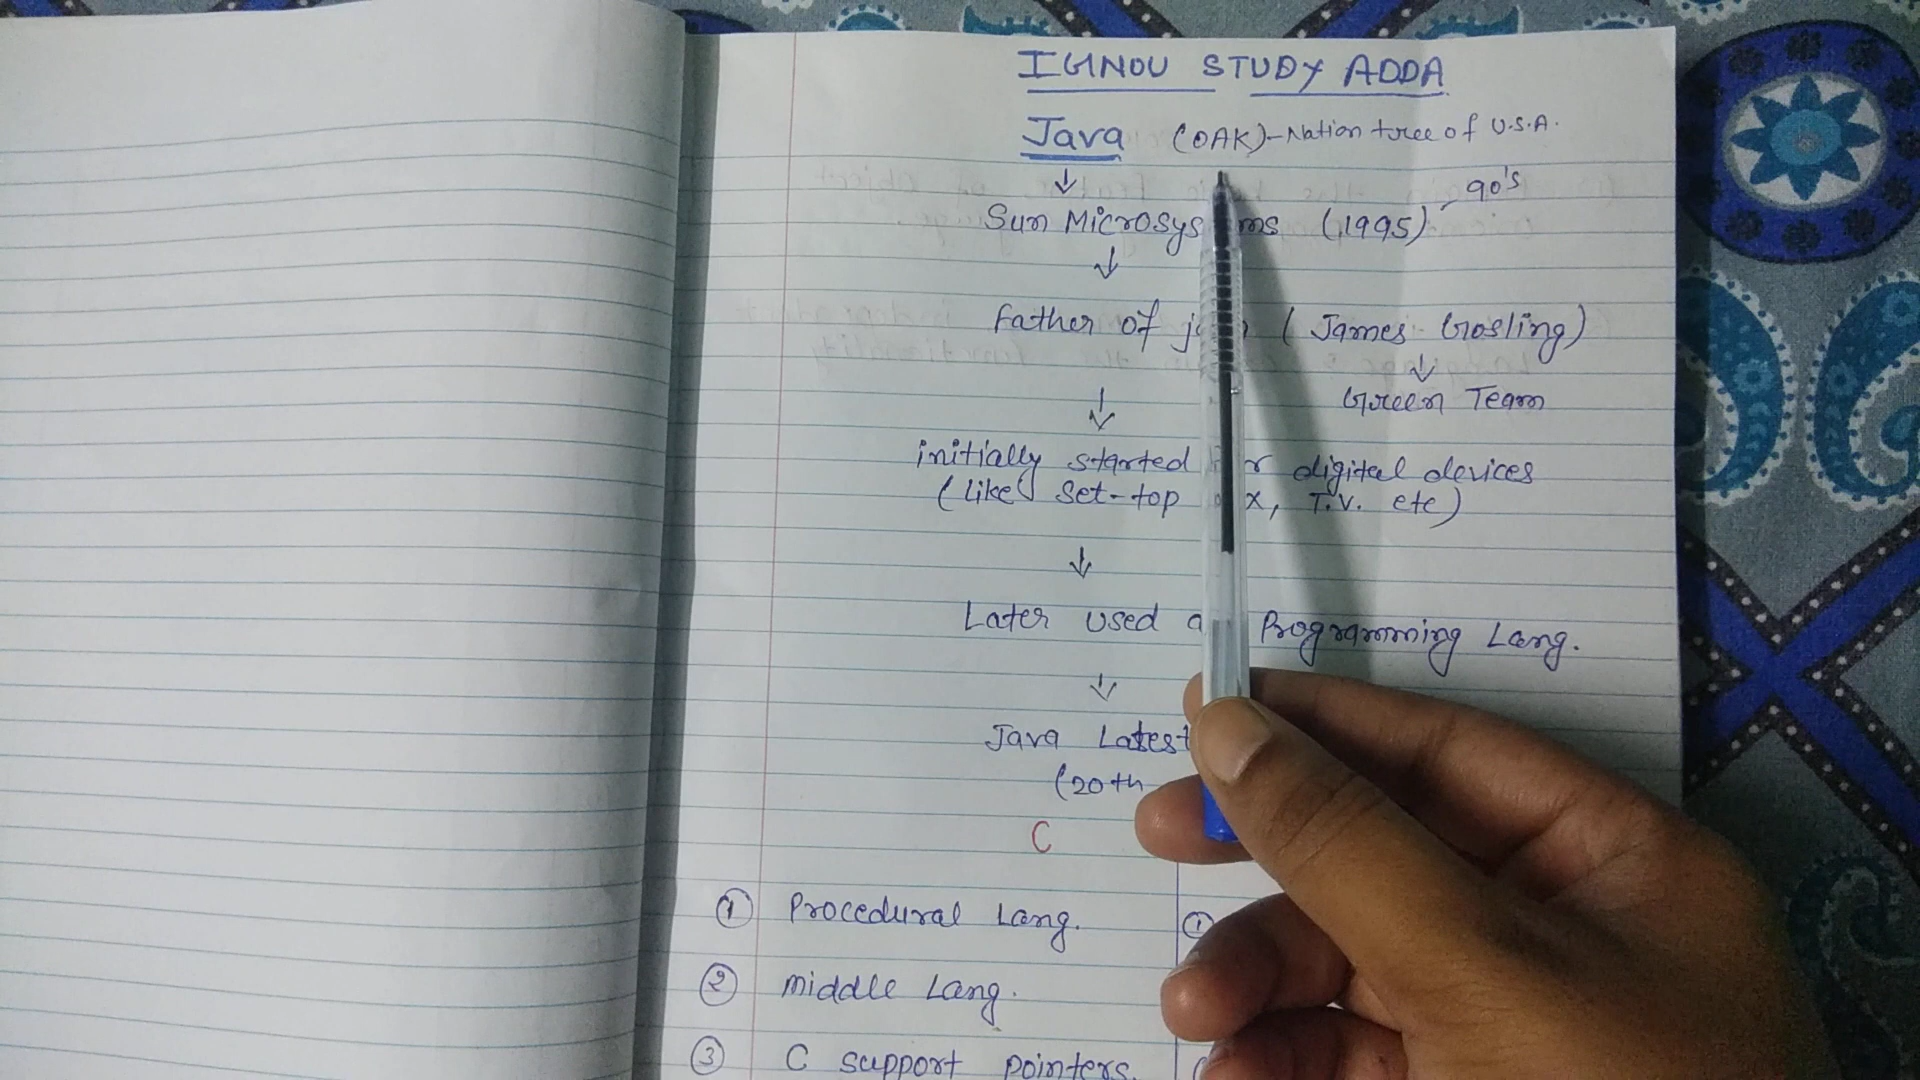 IGNOU STUDY ADDA
Java (OAK)-Nation tree of U.S.A.
Sun Microsys ms (1995) - 90's
Father of j ( James Gosling)
Green Team
initially started r digital devices
(like Set-top x, T.V. etc)
Later used a Programming Lang.
Java Latest
(20th
C
① Procedural Lang. ①
② Middle Lang.
③ C support pointers.